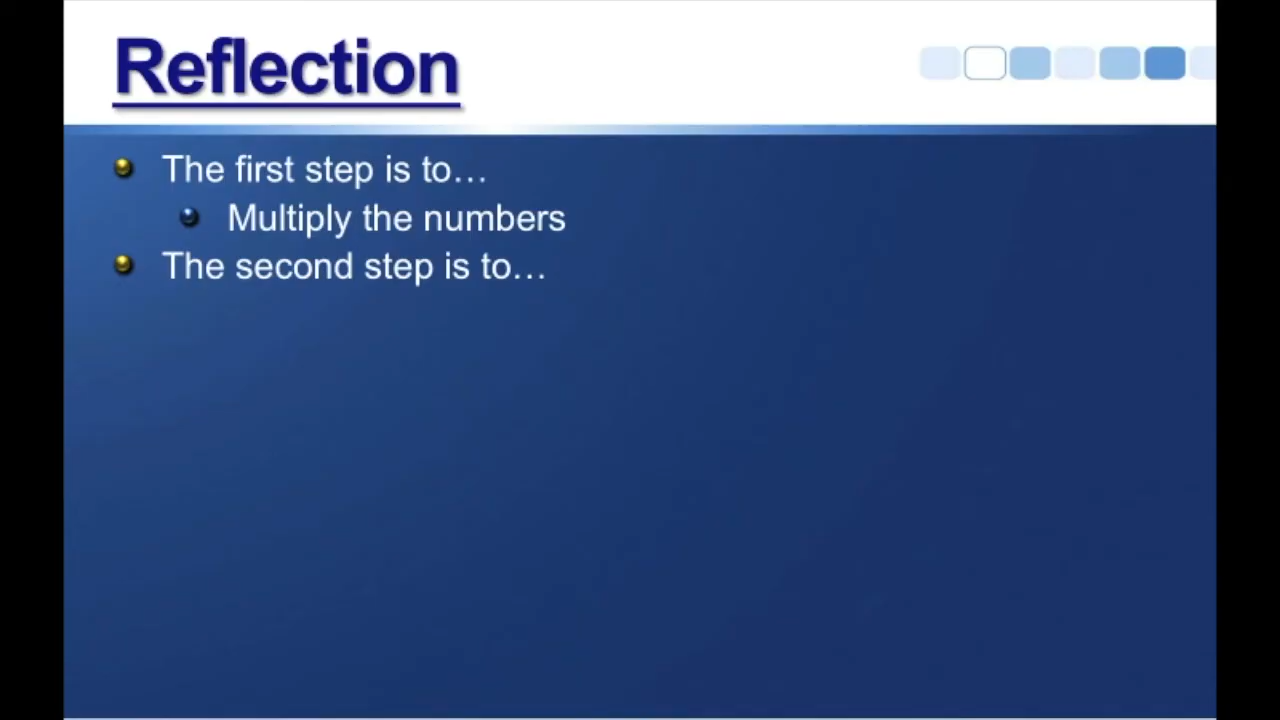 Reflection
The first step is to…
Multiply the numbers
The second step is to…